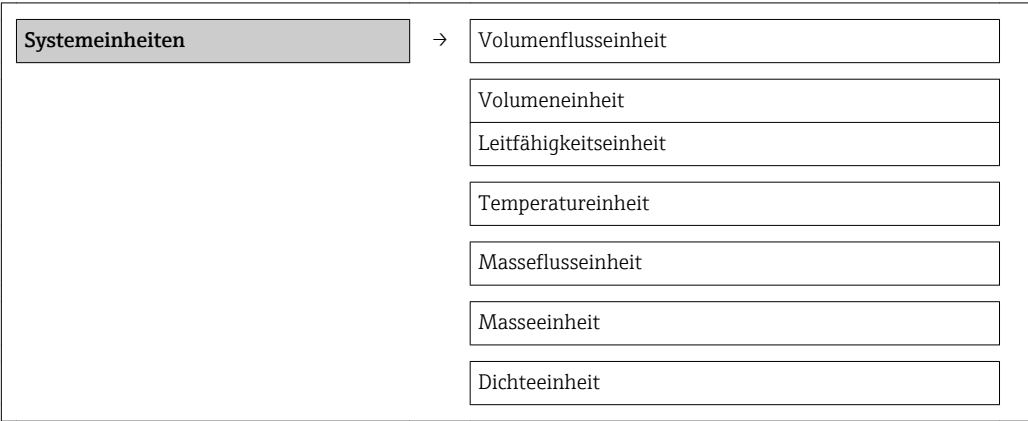 Systemeinheiten → Volumenflusseinheit
Volumeneinheit
Leitfähigkeitseinheit
Temperatureinheit
Masseflusseinheit
Masseeinheit
Dichteeinheit